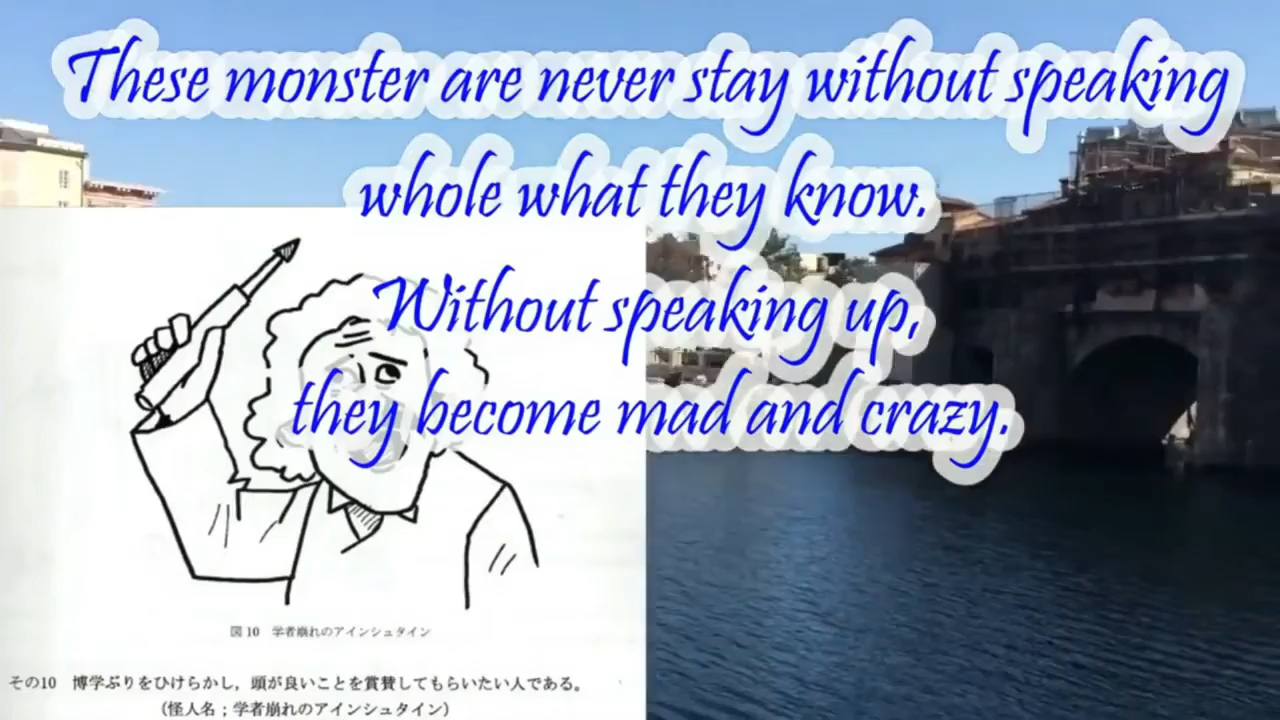 These monster are never stay without speaking
whole what they know.
Without speaking up,
they become mad and crazy.
図10 学者崩れのアインシュタイン
その10 博学ぶりをひけらかし，頭が良いことを賞賛してもらいたい人である。
（怪人名；学者崩れのアインシュタイン）